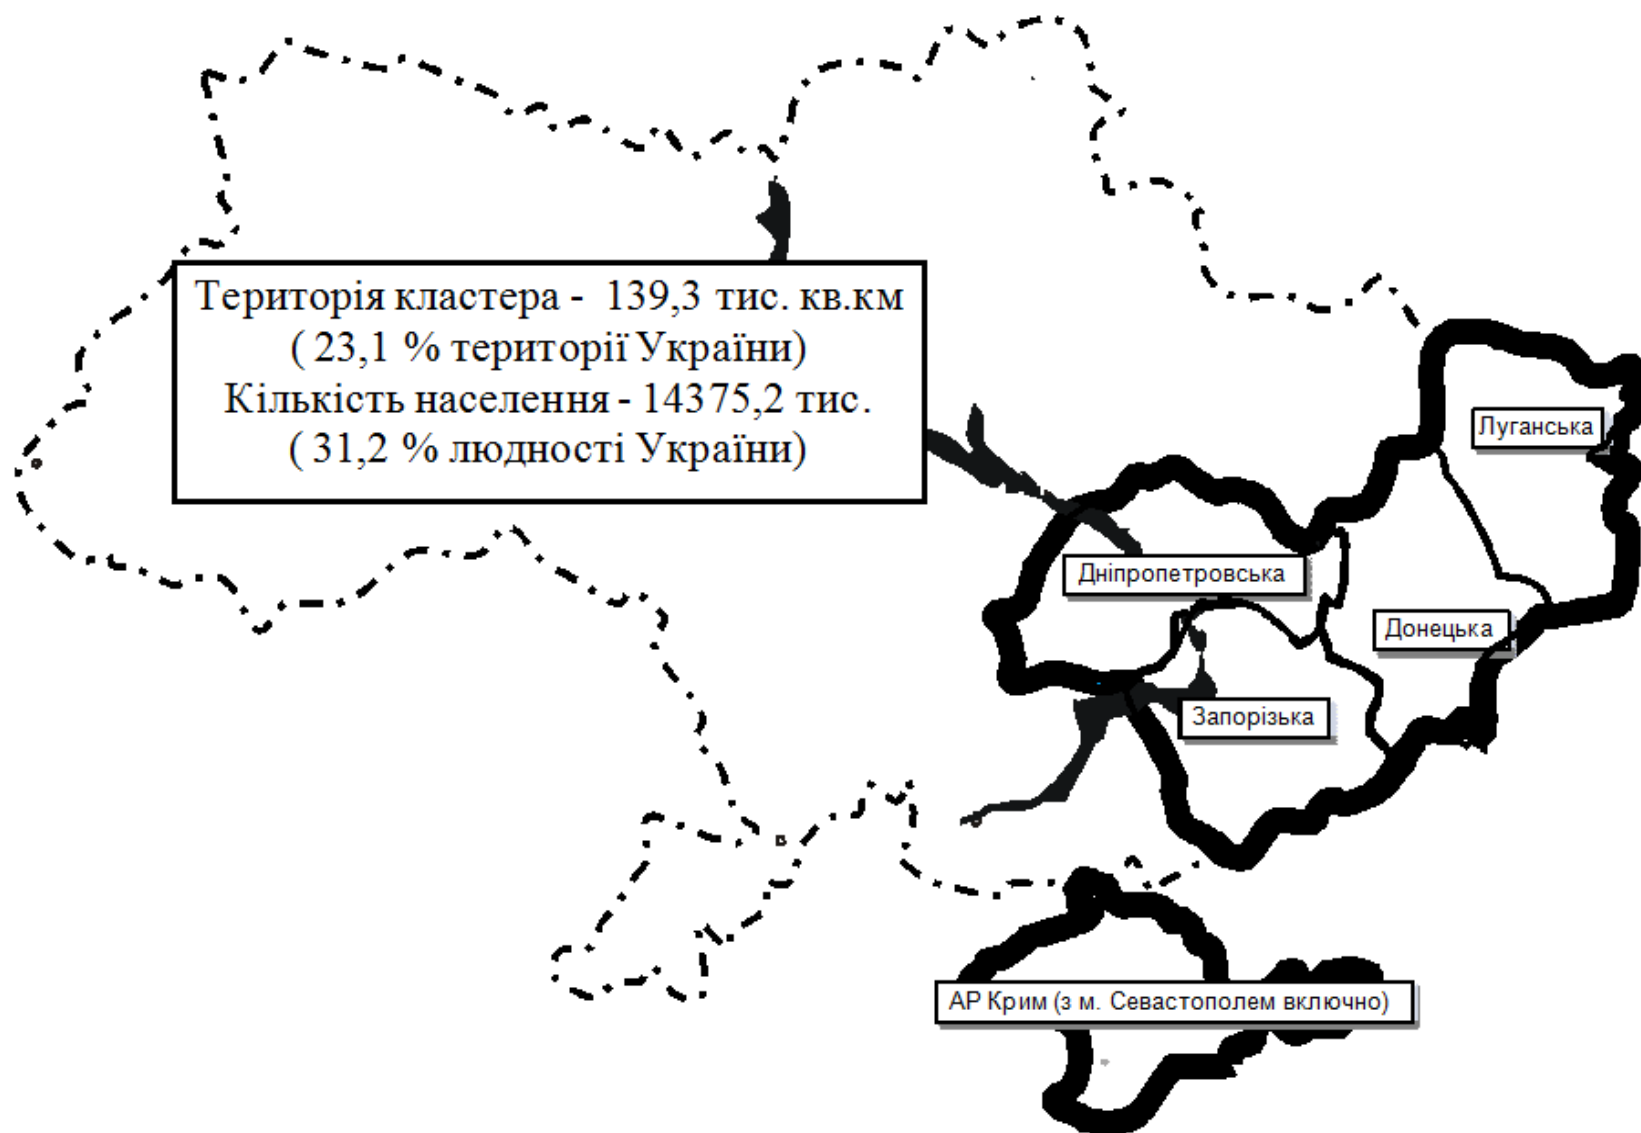 Територія кластера - 139,3 тис. кв.км
( 23,1 % території України)
Кількість населення - 14375,2 тис.
( 31,2 % людності України)
Луганська
Дніпропетровська
Донецька
Запорізька
АР Крим (з м. Севастополем включно)